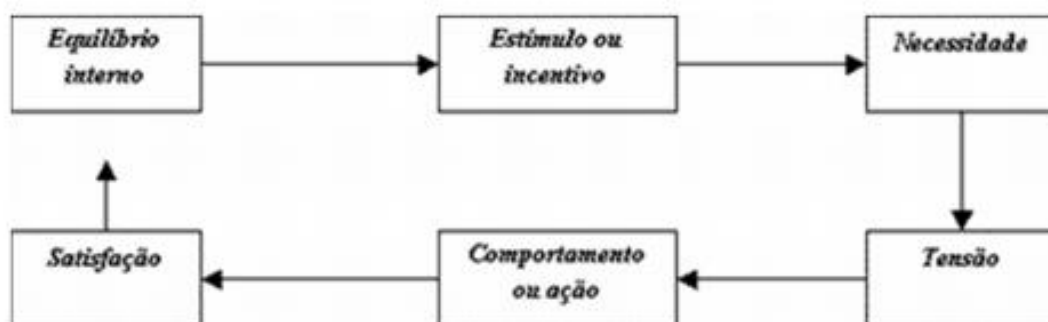 Equilíbrio
interno
Estímulo ou
incentivo
Necessidade
Satisfação
Comportamento
ou ação
Tensão